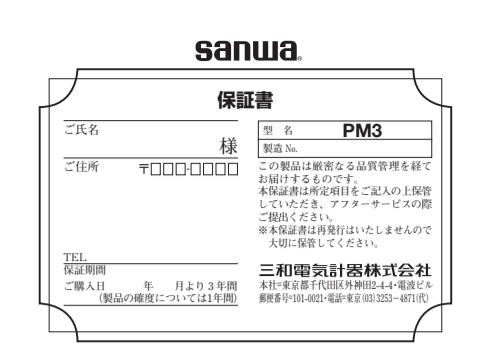 sanwa®
保証書
ご氏名
様
ご住所
〒□□□-□□□□
TEL
保証期間
ご購入日 年 月より3年間
(製品の確度については1年間)
型 名 PM3
製造 No.
この製品は厳密なる品質管理を経て
お届けするものです。
本保証書は所定項目をご記入の上保管
していただき、アフターサービスの際
ご提出ください。
※本保証書は再発行はいたしませんので
大切に保管してください。
三和電気計器株式会社
本社=東京都千代田区外神田2-4-4・電波ビル
郵便番号=101-0021・電話=東京(03)3253-4871(代)